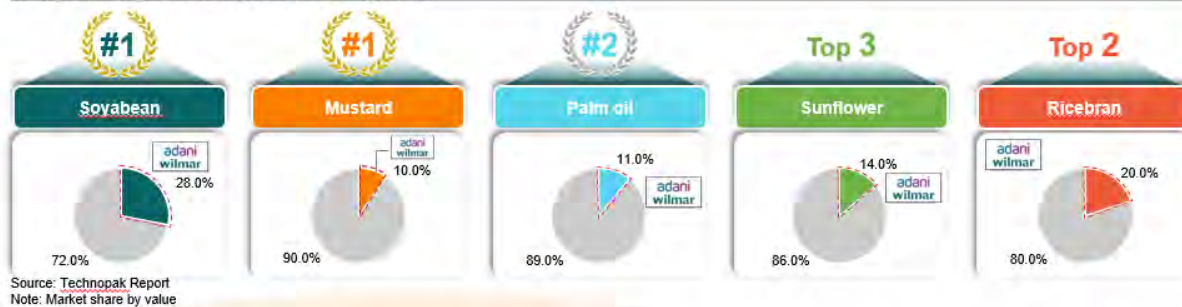 #1
Soyabean
adani
wilmar
28.0%
72.0%
#1
Mustard
adani
wilmar
10.0%
90.0%
#2
Palm oil
11.0%
adani
wilmar
89.0%
Top 3
Sunflower
14.0%
adani
wilmar
86.0%
Top 2
Ricebran
adani
wilmar
20.0%
80.0%
Source: Technopak Report
Note: Market share by value